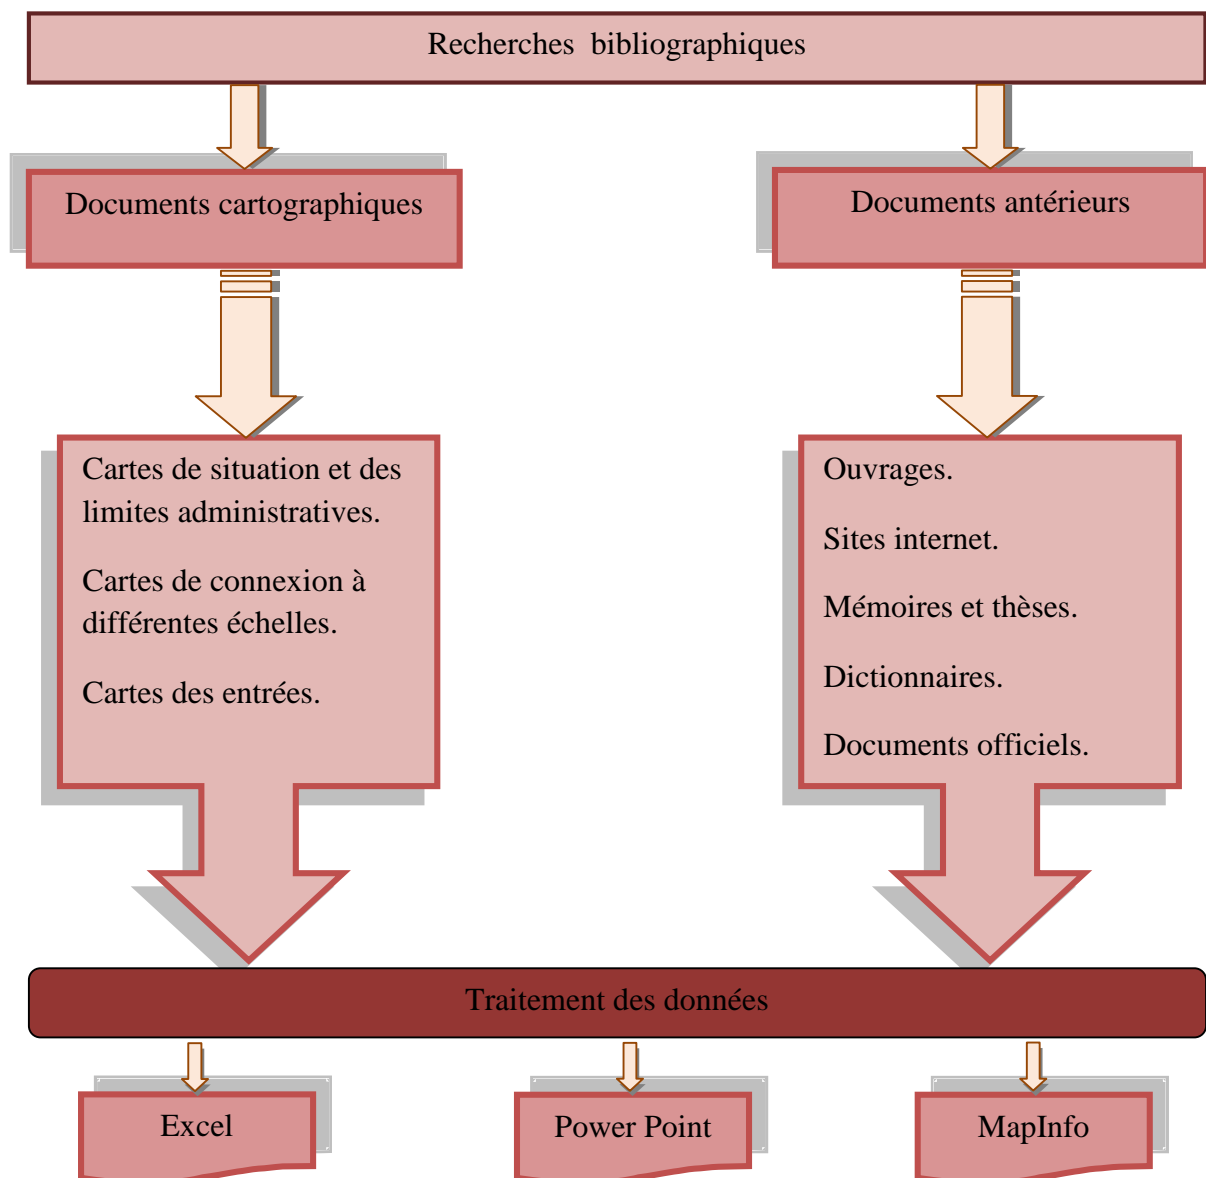 Recherches bibliographiques
Documents cartographiques
Documents antérieurs
Cartes de situation et des
limites administratives.
Cartes de connexion à
différentes échelles.
Cartes des entrées.
Ouvrages.
Sites internet.
Mémoires et thèses.
Dictionnaires.
Documents officiels.
Traitement des données
Excel
Power Point
MapInfo